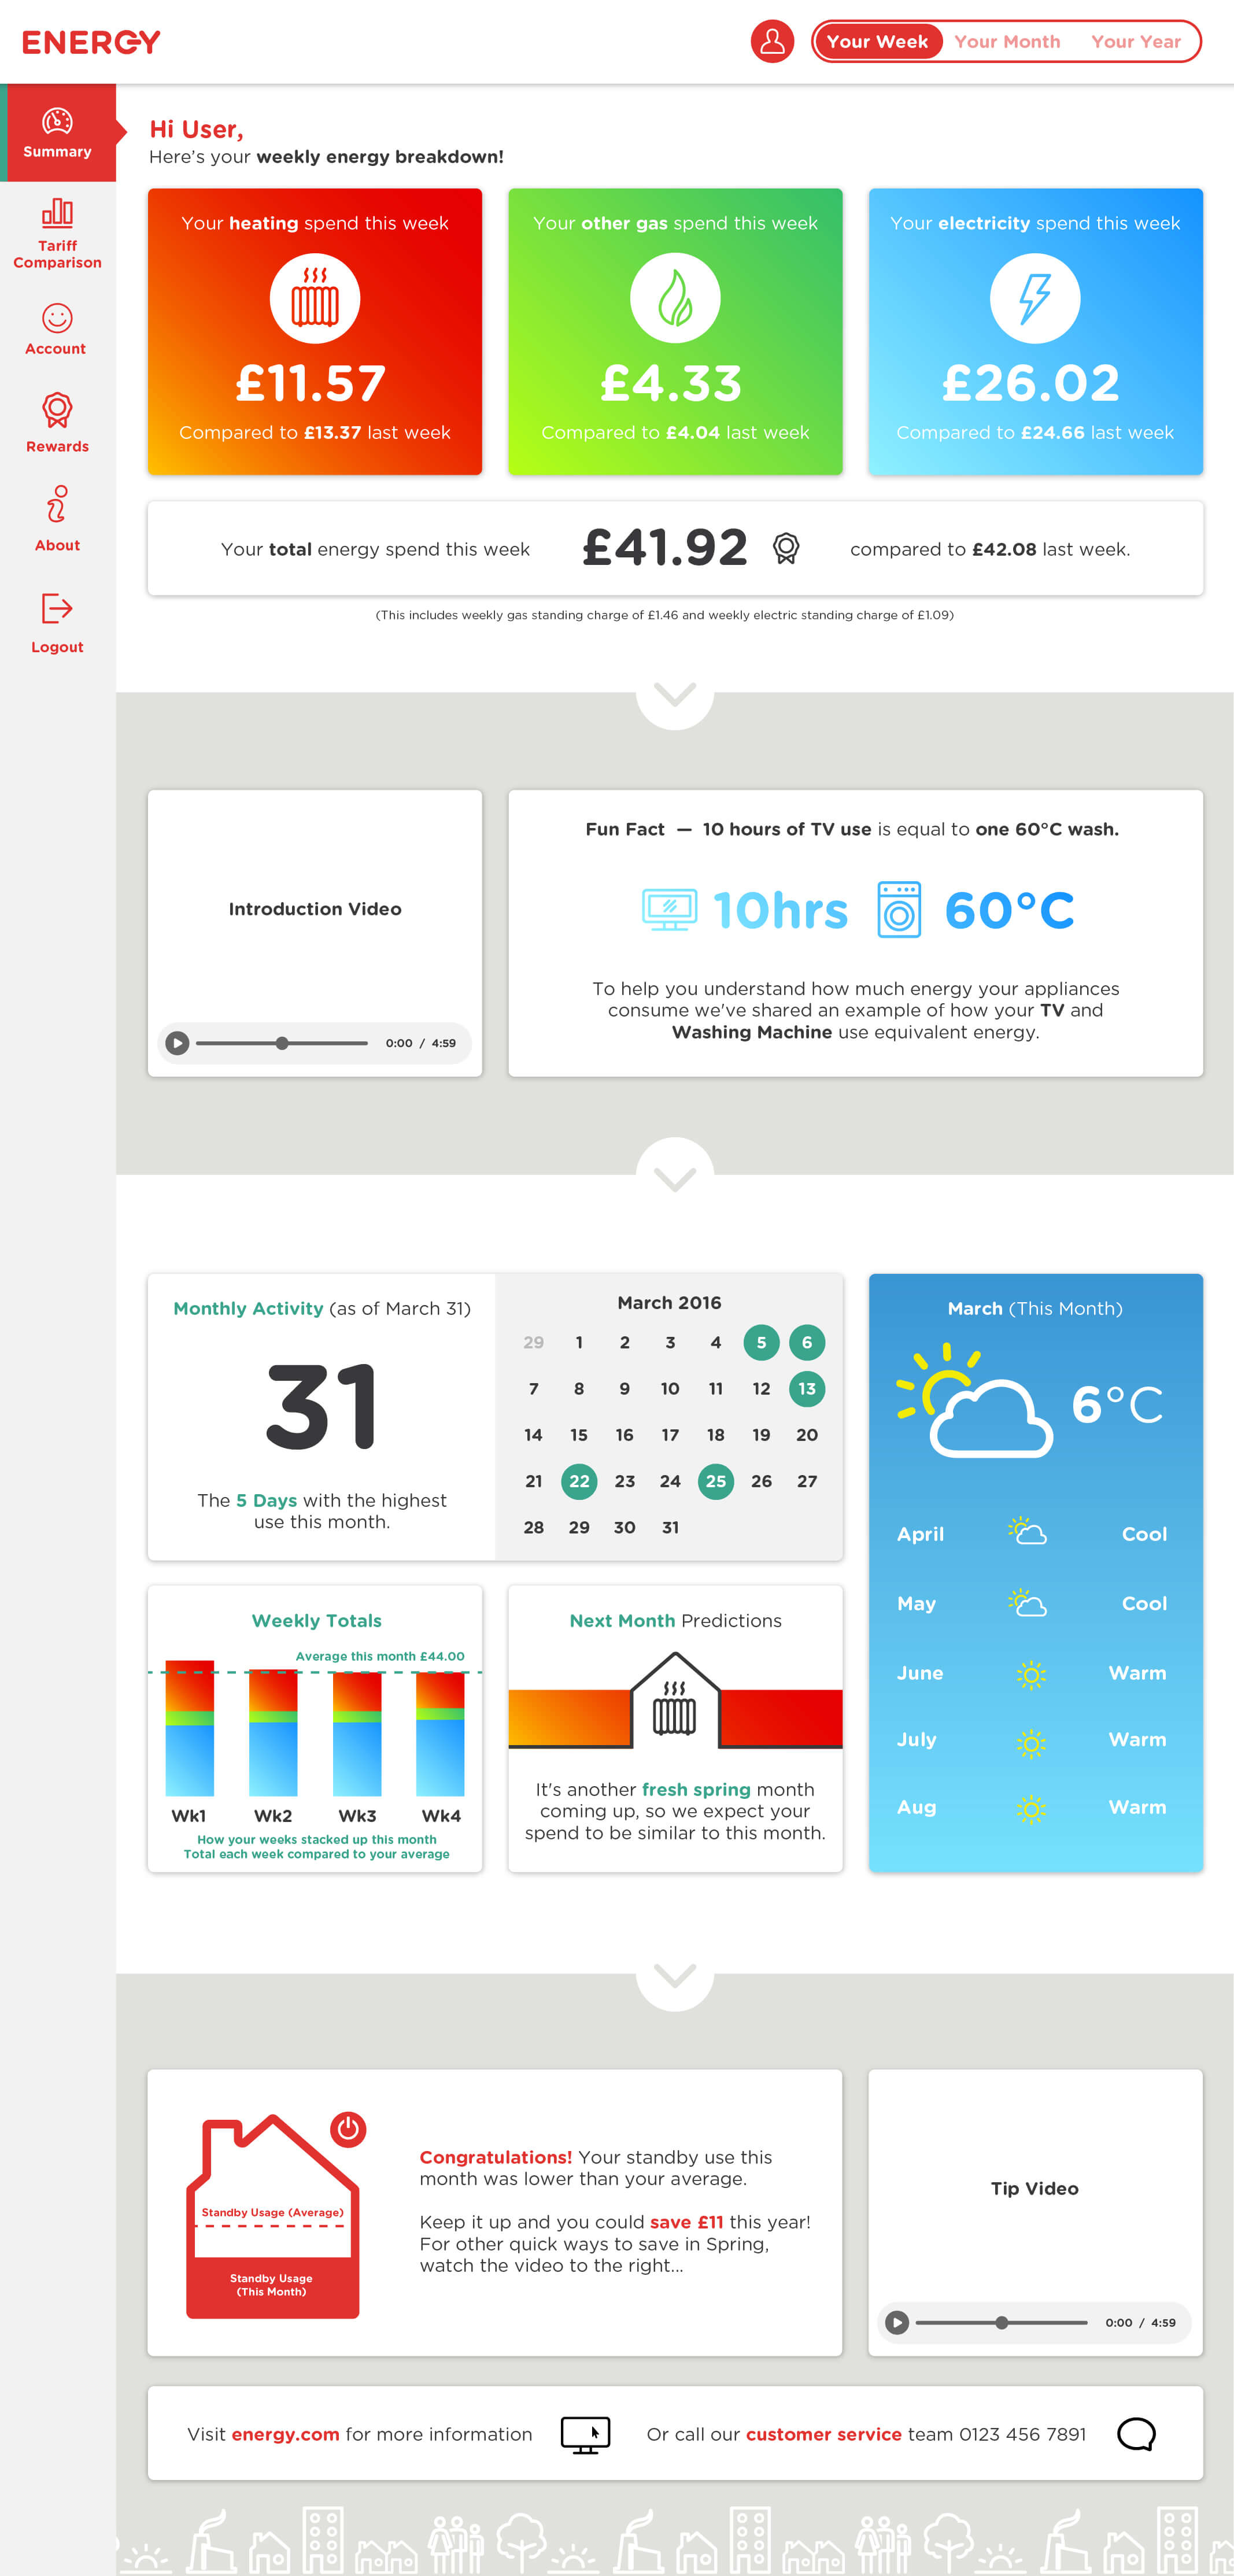 ENERGY
Your Week
Your Month
Your Year
Summary
Tariff
Comparison
Account
Rewards
About
Logout
Hi User,
Here's your weekly energy breakdown!
Your heating spend this week
£11.57
Compared to £13.37 last week
Your other gas spend this week
£4.33
Compared to £4.04 last week
Your electricity spend this week
£26.02
Compared to £24.66 last week
Your total energy spend this week
£41.92
compared to £42.08 last week.
(This includes weekly gas standing charge of £1.46 and weekly electric standing charge of £1.09)
Introduction Video
0:00 / 4:59
Fun Fact — 10 hours of TV use is equal to one 60°C wash.
10hrs
60°C
To help you understand how much energy your appliances
consume we've shared an example of how your TV and
Washing Machine use equivalent energy.
Monthly Activity (as of March 31)
31
The 5 Days with the highest
use this month.
March 2016
29 1 2 3 4 5 6
7 8 9 10 11 12 13
14 15 16 17 18 19 20
21 22 23 24 25 26 27
28 29 30 31
March (This Month)
6°C
April Cool
May Cool
June Warm
July Warm
Aug Warm
Weekly Totals
Average this month £44.00
Wk1 Wk2 Wk3 Wk4
How your weeks stacked up this month
Total each week compared to your average
Next Month Predictions
It's another fresh spring month
coming up, so we expect your
spend to be similar to this month.
Standby Usage (Average)
Standby Usage
(This Month)
Congratulations! Your standby use this
month was lower than your average.
Keep it up and you could save £11 this year!
For other quick ways to save in Spring,
watch the video to the right...
Tip Video
0:00 / 4:59
Visit energy.com for more information
Or call our customer service team 0123 456 7891